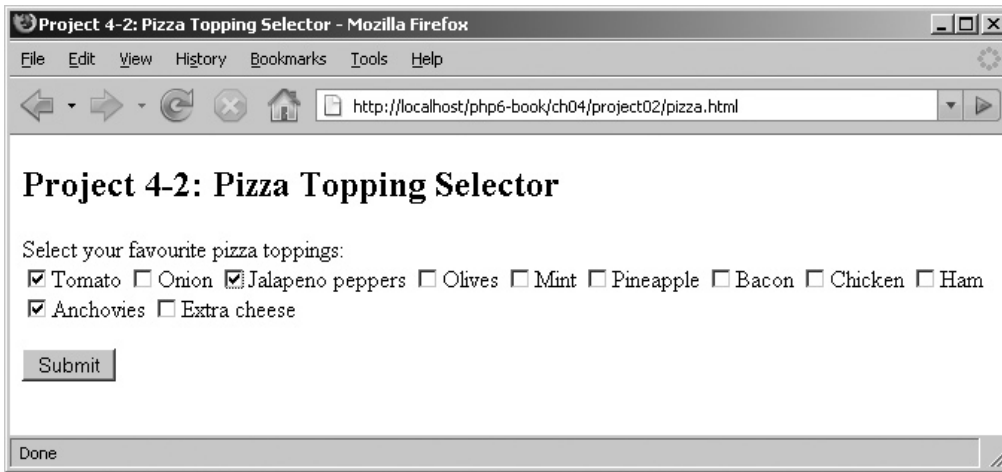 Project 4-2: Pizza Topping Selector - Mozilla Firefox
File Edit View History Bookmarks Tools Help
http://localhost/php6-book/ch04/project02/pizza.html
Project 4-2: Pizza Topping Selector
Select your favourite pizza toppings:
Tomato Onion Jalapeno peppers Olives Mint Pineapple Bacon Chicken Ham
Anchovies Extra cheese
Submit
Done